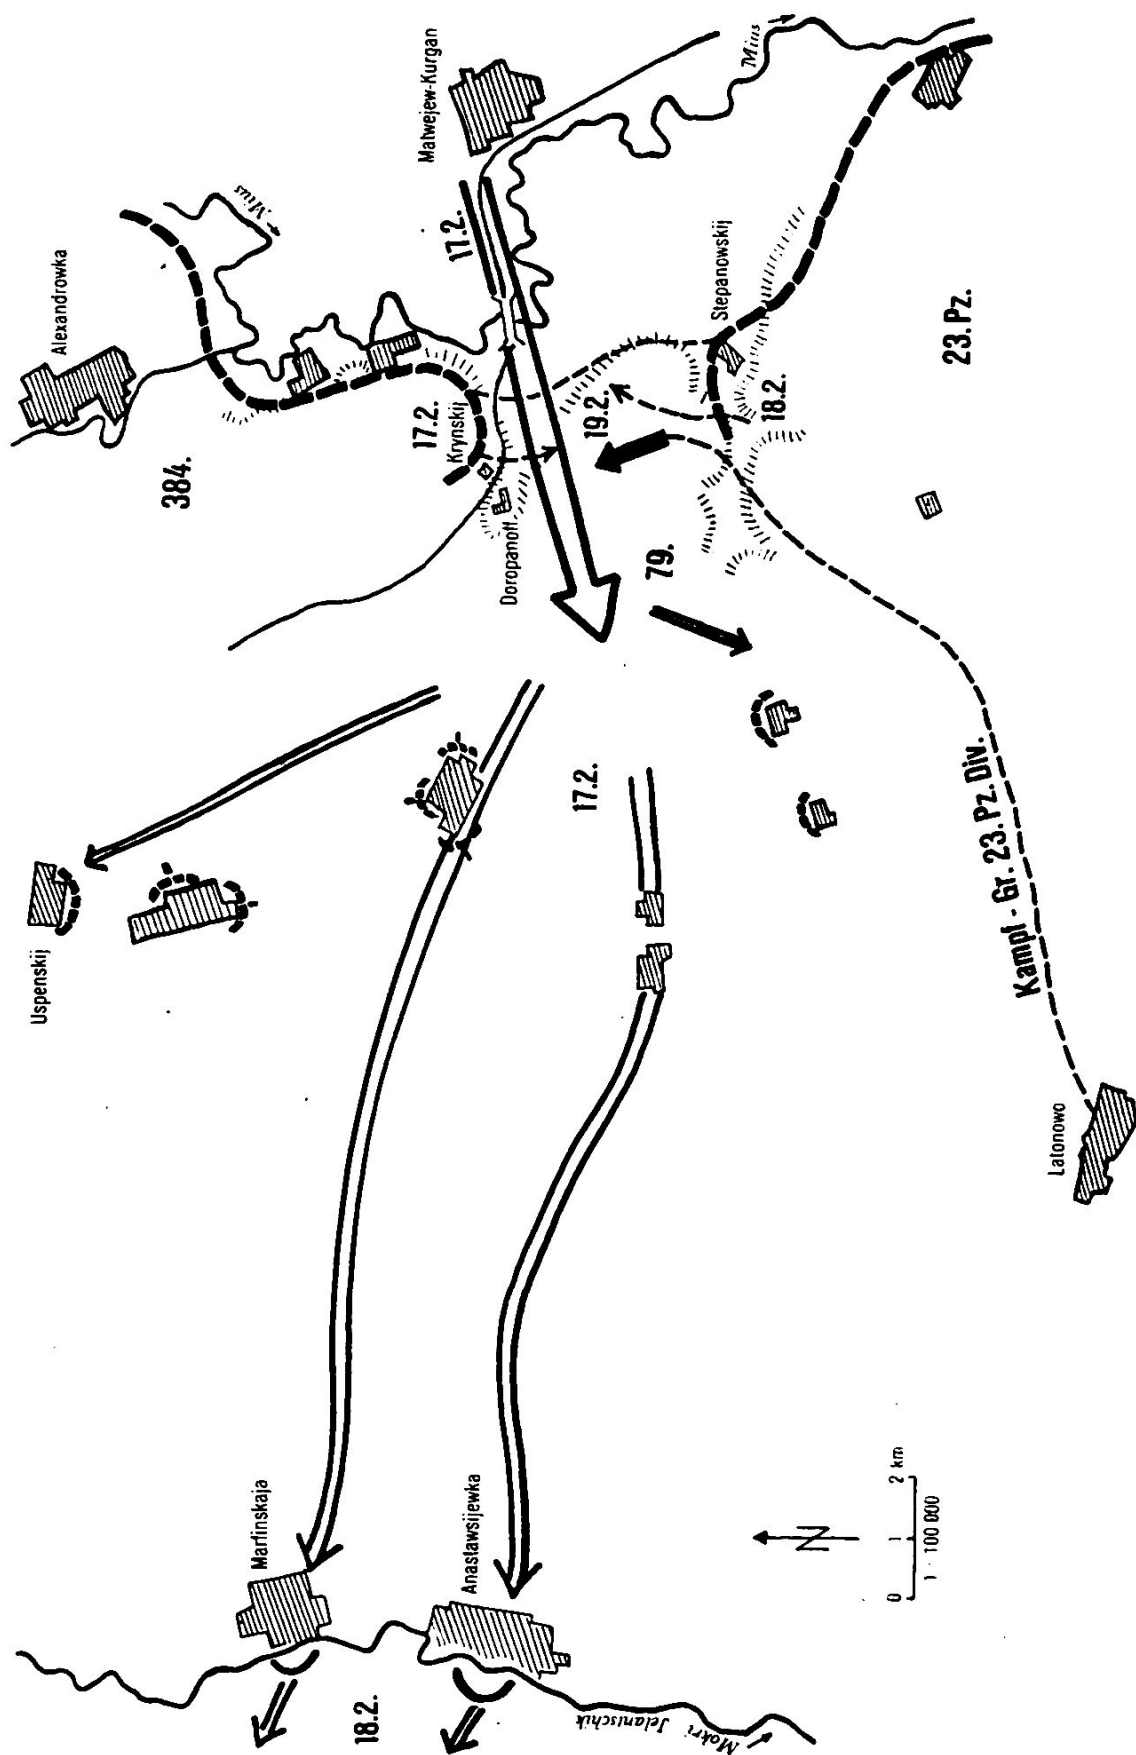 Uspenskij
Alexandrowka
384.
Mius
Marfinskaja
18.2.
Matwejew-Kurgan
17.2.
Krynskij
17.2.
Anastawsijewka
Doropanoff
17.2.
19.2.
79.
Mokri
Jelantschik
Stepanowskij
Mius
18.2.
N
0 1 2 km
1 : 100 000
23.Pz.
Kampf-Gr. 23.Pz.Div.
Latonowo